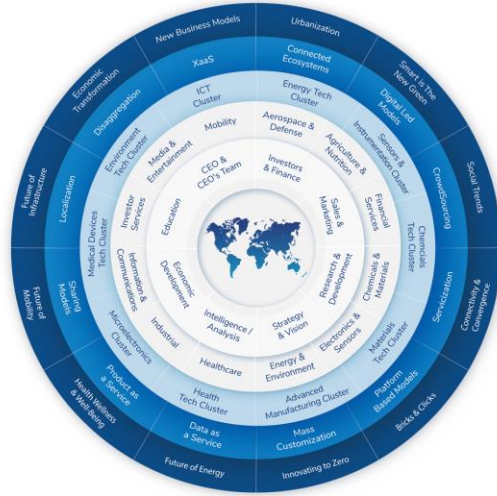 New Business Models
Urbanization
Smart is The
New Green
Social Trends
Connectivity &
Convergence
Bricks & Clicks
Innovating to Zero
Future of Energy
Health Wellness
& Well Being
Future of
Mobility
Future of
Infrastructure
Economic
Transformation
XaaS
Connected
Ecosystems
Digital Led
Models
CrowdSourcing
Servicization
Platform
Based Models
Mass
Customization
Data as
a Service
Product as
a Service
Sharing
Models
Localization
Disaggregation
ICT
Cluster
Energy Tech
Cluster
Sensors &
Instrumentation Cluster
Chemcials
Tech Cluster
Materials
Tech Cluster
Advanced
Manufacturing Cluster
Health
Tech Cluster
Microelectronics
Cluster
Medical Devices
Tech Cluster
Environment
Tech Cluster
Mobility
Aerospace &
Defense
Agriculture &
Nutrition
Financial
Services
Chemicals &
Materials
Electronics &
Sensors
Energy &
Environment
Healthcare
Industrial
Information &
Communications
Investor
Services
Media &
Entertainment
CEO &
CEO's Team
Investors
& Finance
Sales &
Marketing
Research &
Development
Strategy
& Vision
Intelligence /
Analysis
Economic
Development
Education